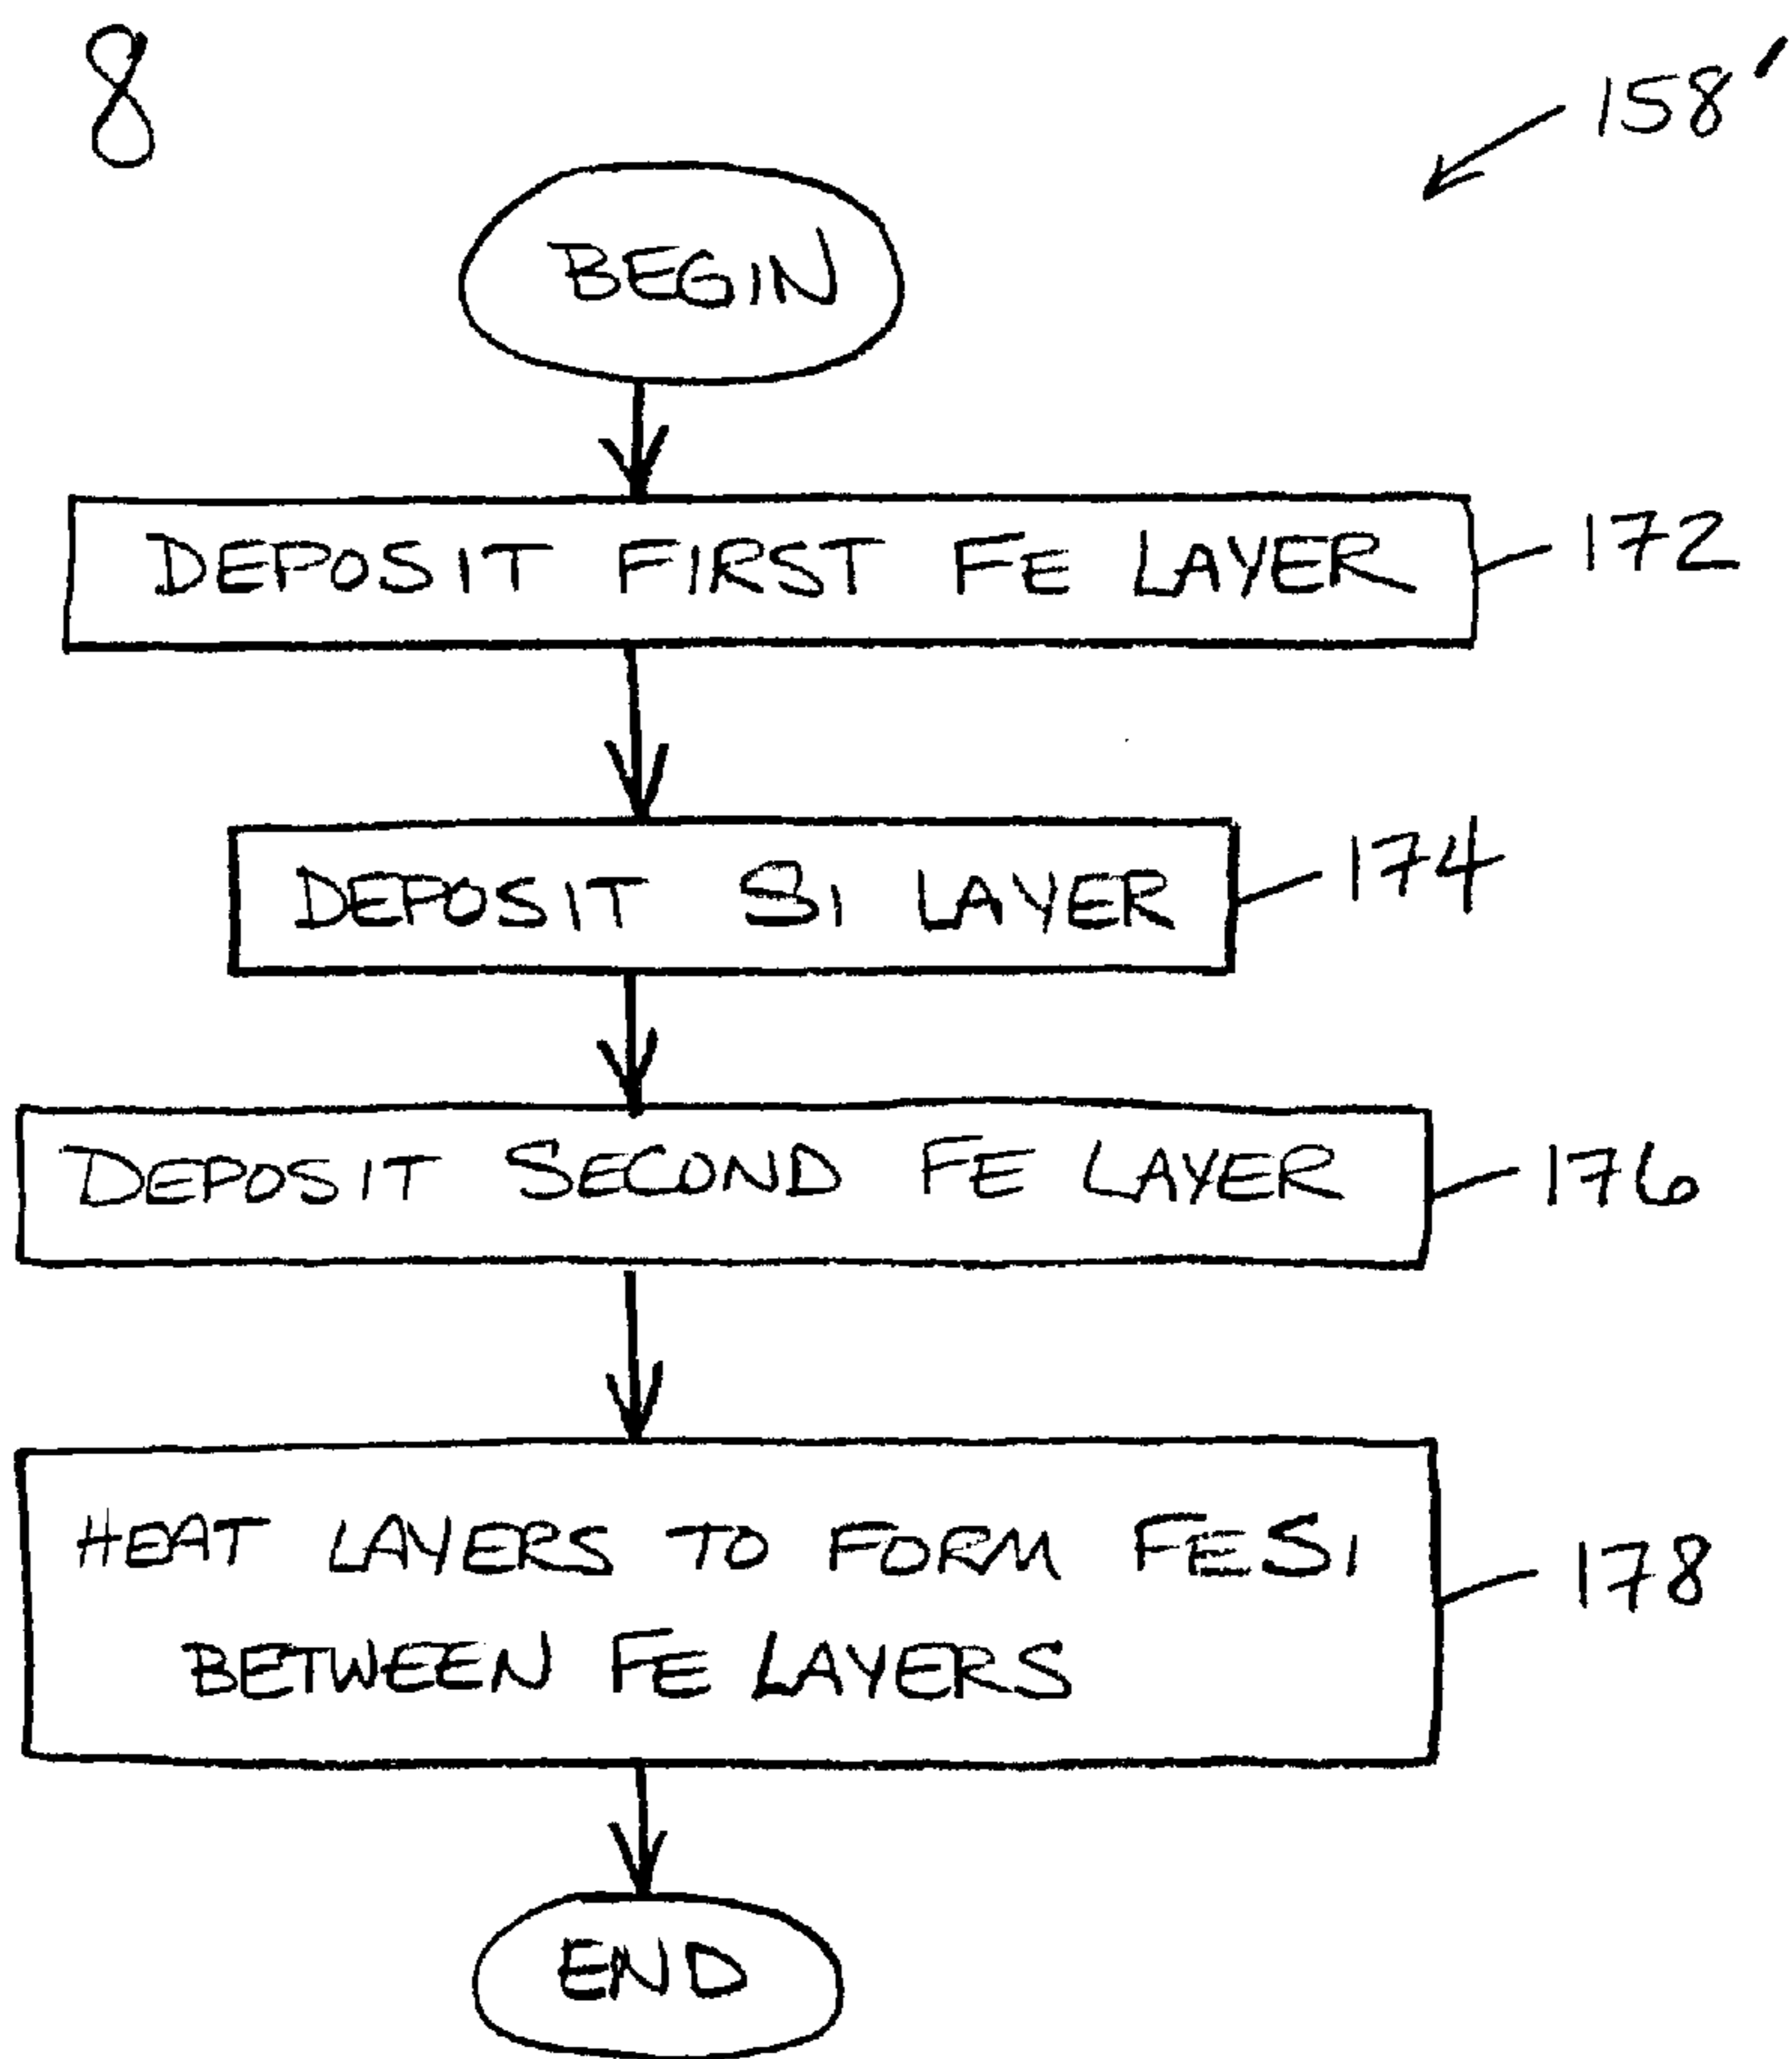 8
158'
BEGIN
DEPOSIT FIRST FE LAYER
172
DEPOSIT SI LAYER
174
DEPOSIT SECOND FE LAYER
176
HEAT LAYERS TO FORM FESI
BETWEEN FE LAYERS
178
END